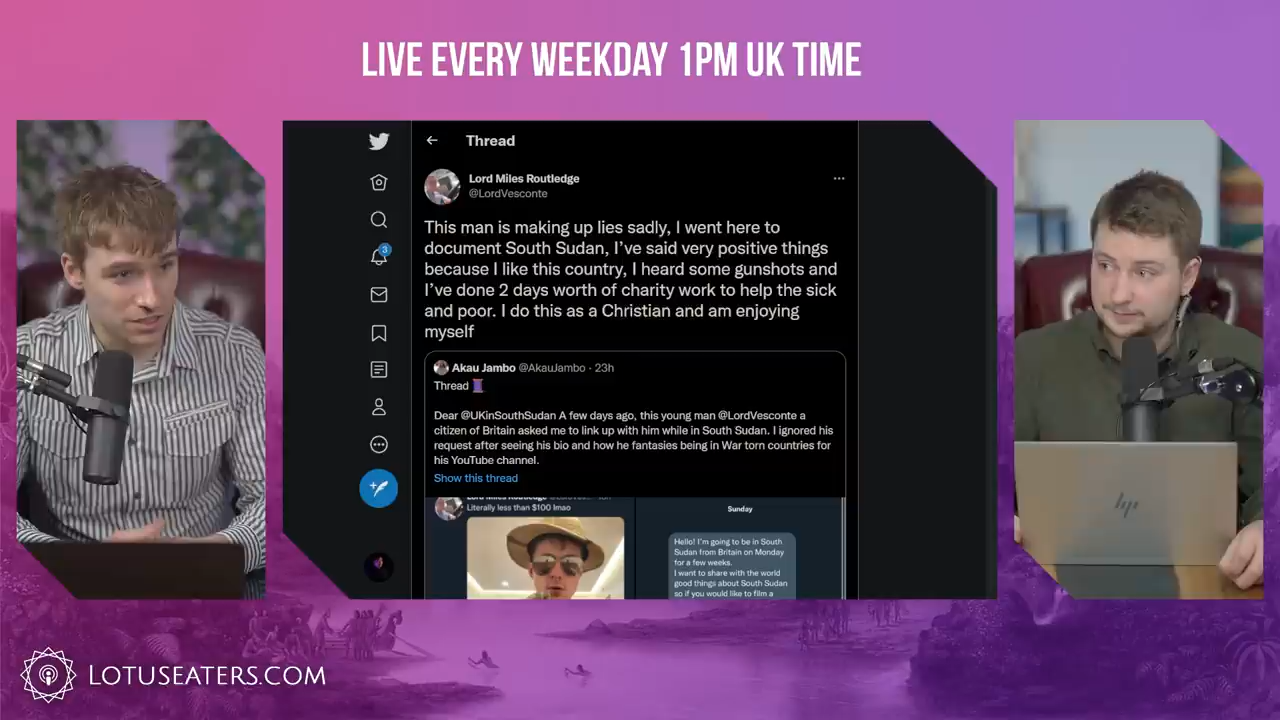 LIVE EVERY WEEKDAY 1PM UK TIME
Thread
Lord Miles Routledge
@LordVesconte
This man is making up lies sadly, I went here to
document South Sudan, I've said very positive things
because I like this country, I heard some gunshots and
I've done 2 days worth of charity work to help the sick
and poor. I do this as a Christian and am enjoying
myself
Akau Jambo @AkauJambo · 23h
Thread
Dear @UKinSouthSudan A few days ago, this young man @LordVesconte a
citizen of Britain asked me to link up with him while in South Sudan. I ignored his
request after seeing his bio and how he fantasies being in War torn countries for
his YouTube channel.
Show this thread
Lord Miles Routledge
Literally less than $100 lmao
Sunday
Hello! I'm going to be in South
Sudan from Britain on Monday
for a few weeks.
I want to share with the world
good things about South Sudan
so if you would like to film a
3
hp
LOTUSEATERS.COM